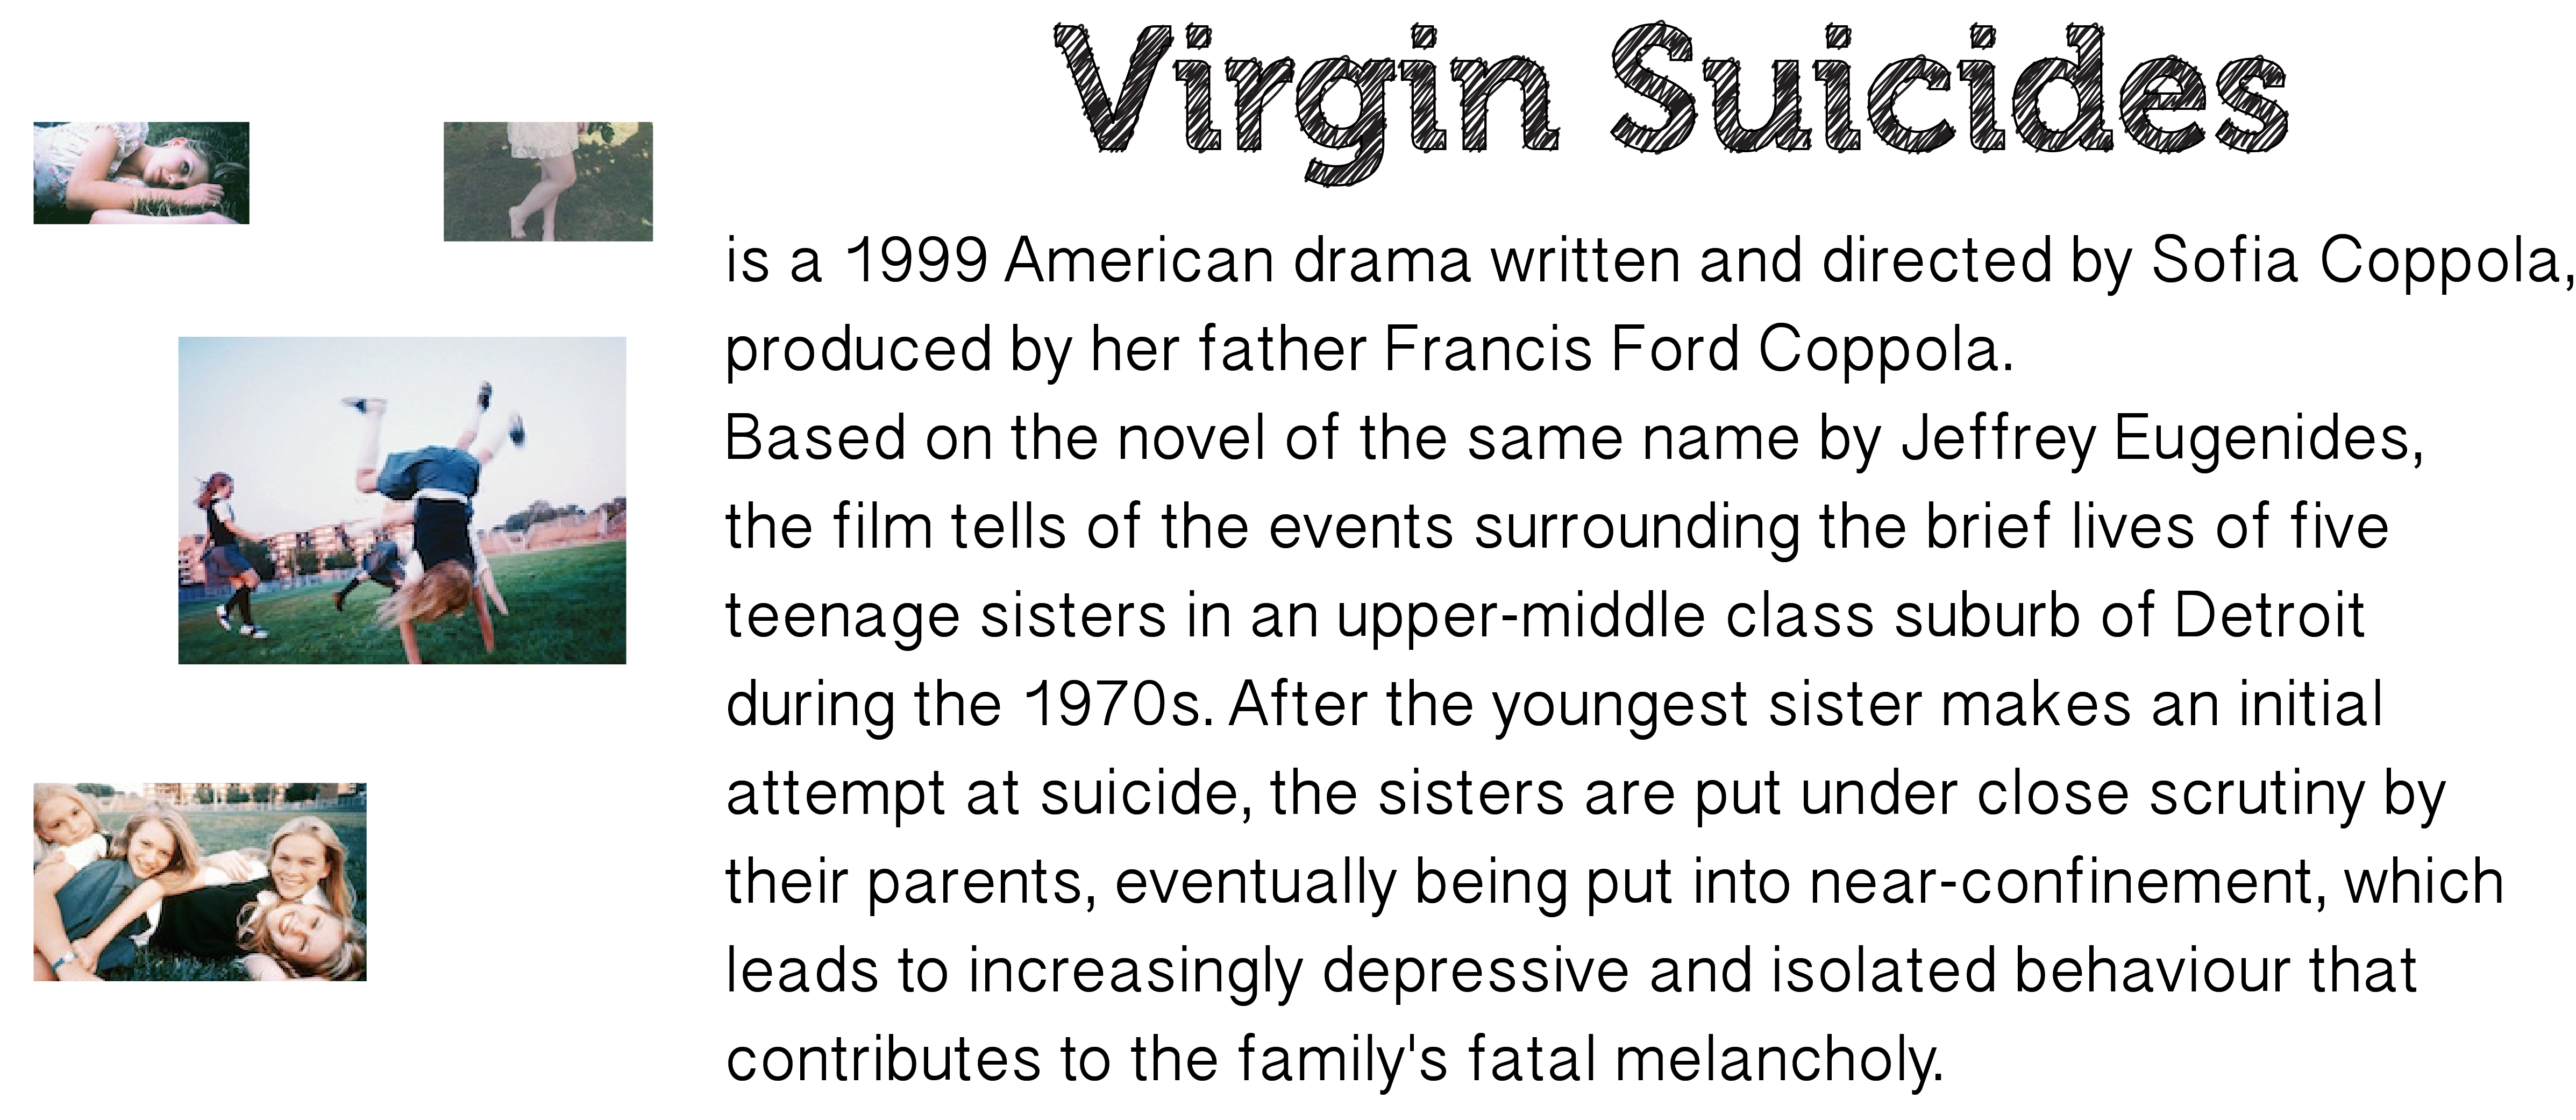 Virgin Suicides
is a 1999 American drama written and directed by Sofia Coppola,
produced by her father Francis Ford Coppola.
Based on the novel of the same name by Jeffrey Eugenides,
the film tells of the events surrounding the brief lives of five
teenage sisters in an upper-middle class suburb of Detroit
during the 1970s. After the youngest sister makes an initial
attempt at suicide, the sisters are put under close scrutiny by
their parents, eventually being put into near-confinement, which
leads to increasingly depressive and isolated behaviour that
contributes to the family's fatal melancholy.